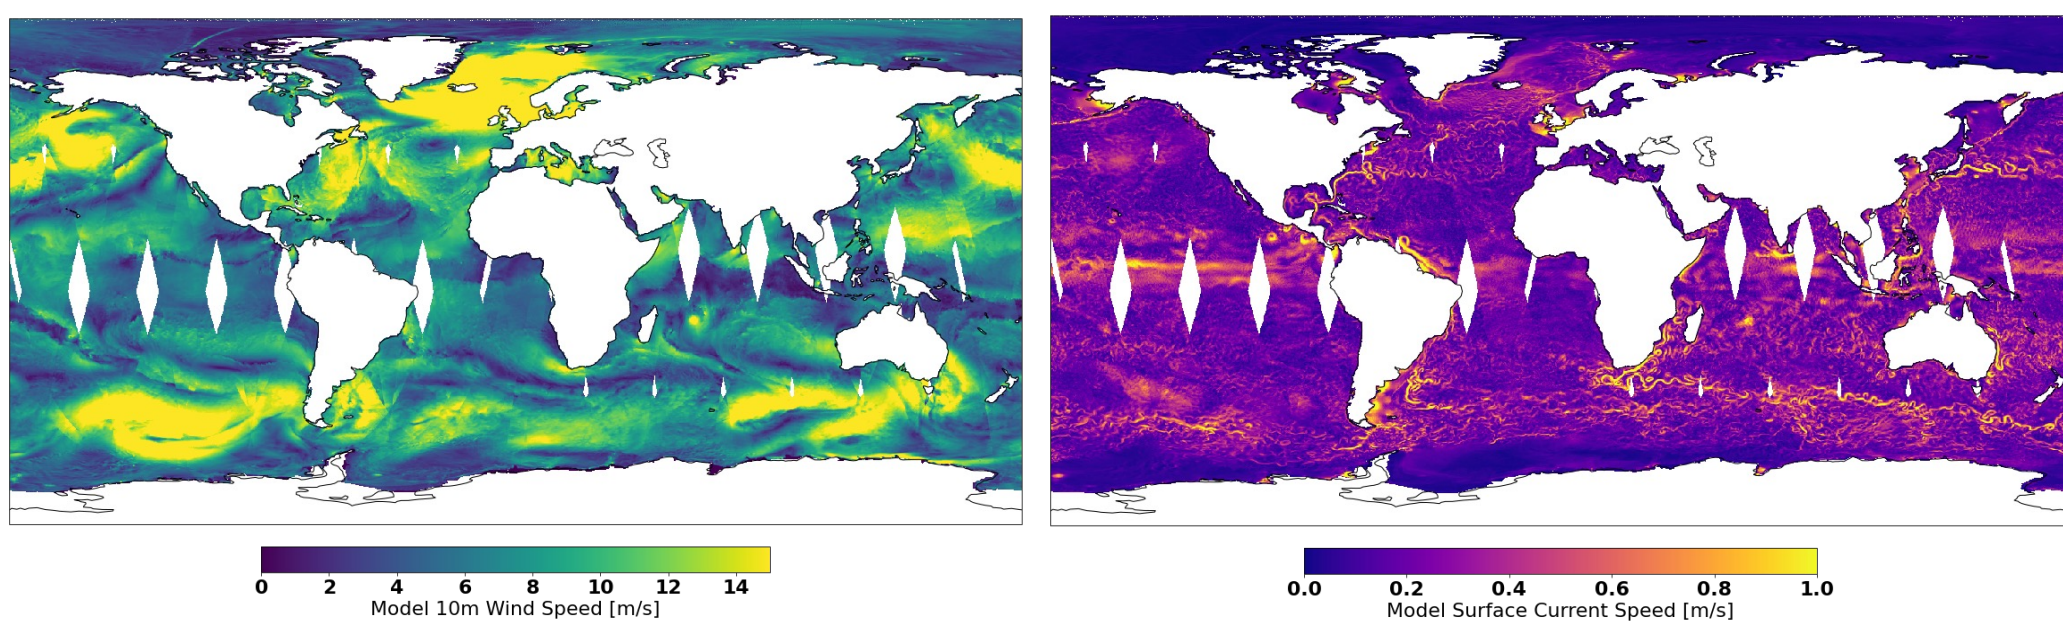 0 2 4 6 8 10 12 14
Model 10m Wind Speed [m/s]
0.0 0.2 0.4 0.6 0.8 1.0
Model Surface Current Speed [m/s]